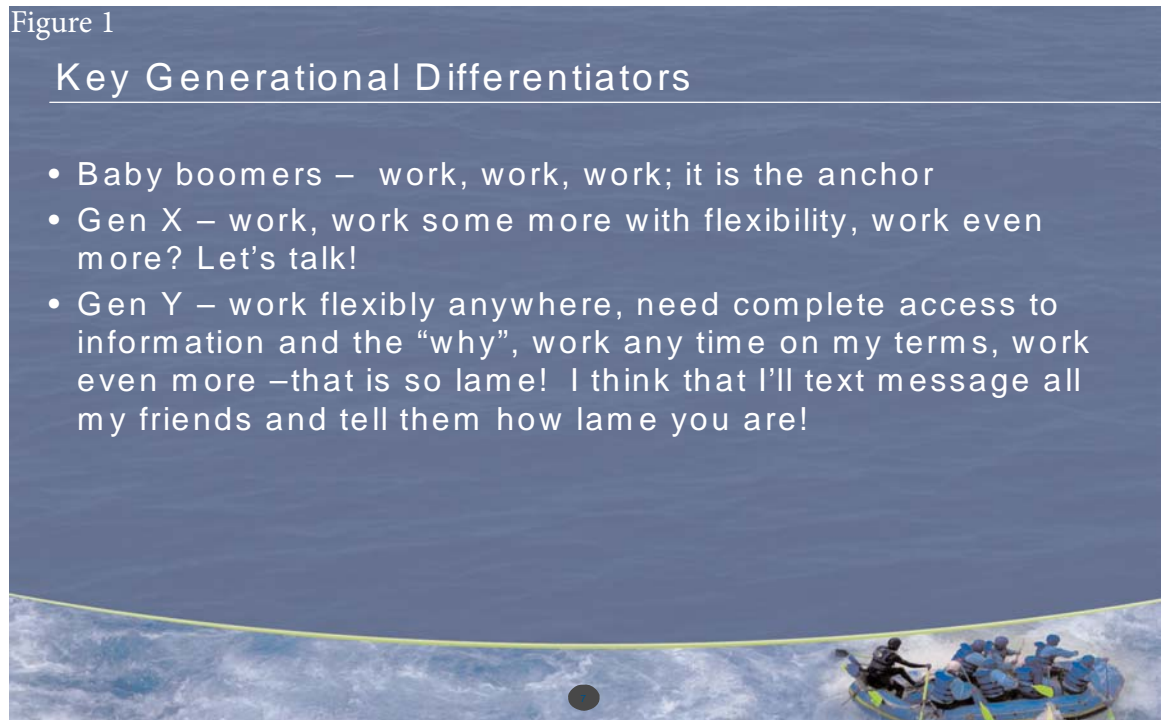 Figure 1
Key Generational Differentiators
• Baby boomers – work, work, work; it is the anchor
• Gen X – work, work some more with flexibility, work even
more? Let’s talk!
• Gen Y – work flexibly anywhere, need complete access to
information and the “why”, work any time on my terms, work
even more –that is so lame! I think that I’ll text message all
my friends and tell them how lame you are!